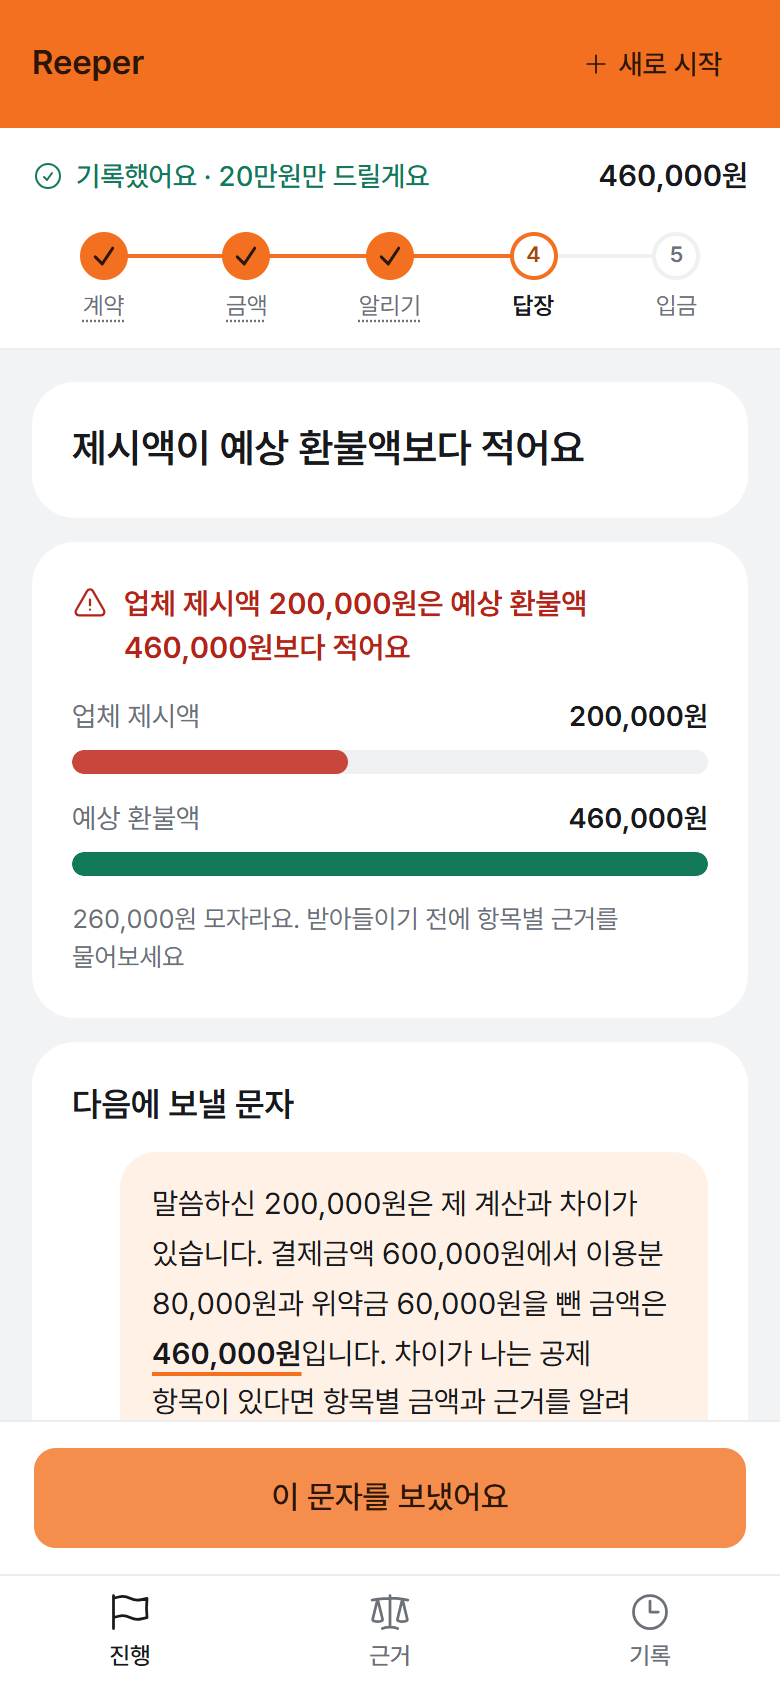 Reeper
+ 새로 시작
기록했어요 · 20만원만 드릴게요
460,000원
4
5
계약
금액
알리기
답장
입금
제시액이 예상 환불액보다 적어요
업체 제시액 200,000원은 예상 환불액
460,000원보다 적어요
업체 제시액
200,000원
예상 환불액
460,000원
260,000원 모자라요. 받아들이기 전에 항목별 근거를
물어보세요
다음에 보낼 문자
말씀하신 200,000원은 제 계산과 차이가
있습니다. 결제금액 600,000원에서 이용분
80,000원과 위약금 60,000원을 뺀 금액은
460,000원입니다. 차이가 나는 공제
항목이 있다면 항목별 금액과 근거를 알려
이 문자를 보냈어요
진행
근거
기록